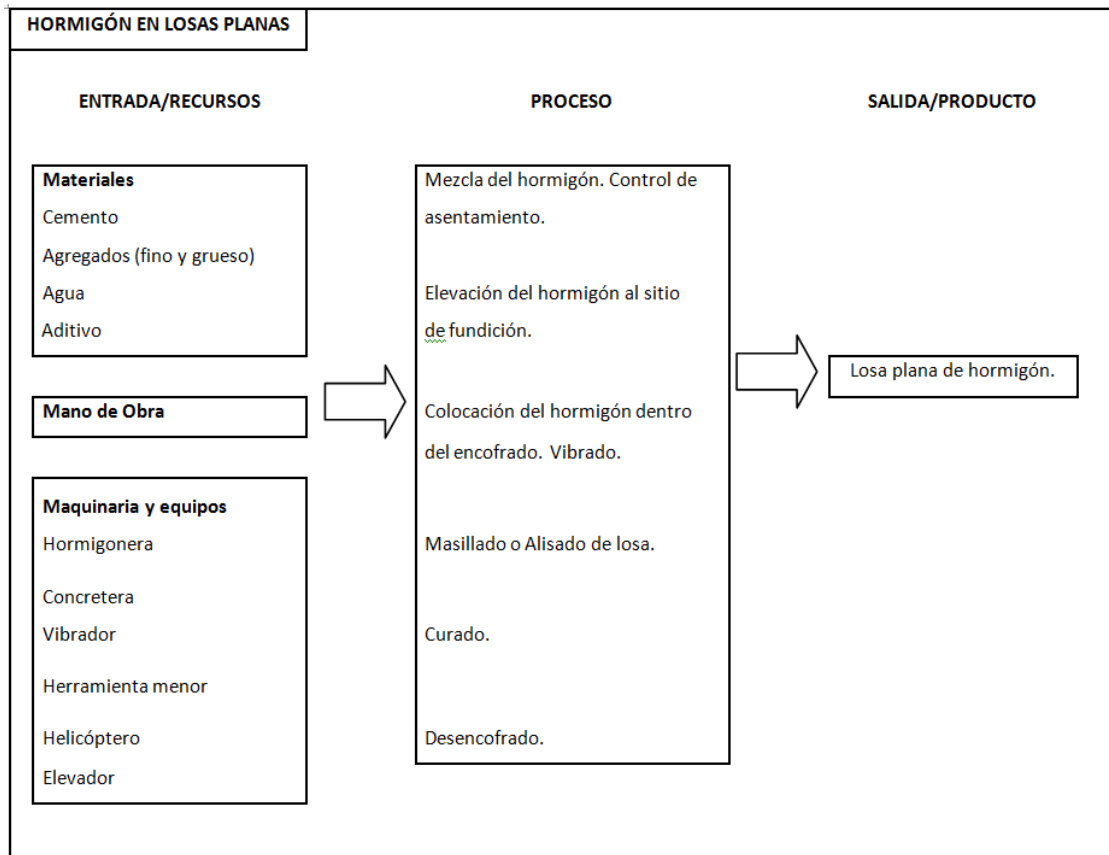 HORMIGÓN EN LOSAS PLANAS
ENTRADA/RECURSOS
PROCESO
SALIDA/PRODUCTO
Materiales
Cemento
Agregados (fino y grueso)
Agua
Aditivo
Mano de Obra
Maquinaria y equipos
Hormigonera
Concretera
Vibrador
Herramienta menor
Helicóptero
Elevador
Mezcla del hormigón. Control de
asentamiento.
Elevación del hormigón al sitio
de fundición.
Colocación del hormigón dentro
del encofrado. Vibrado.
Masillado o Alisado de losa.
Curado.
Desencofrado.
Losa plana de hormigón.